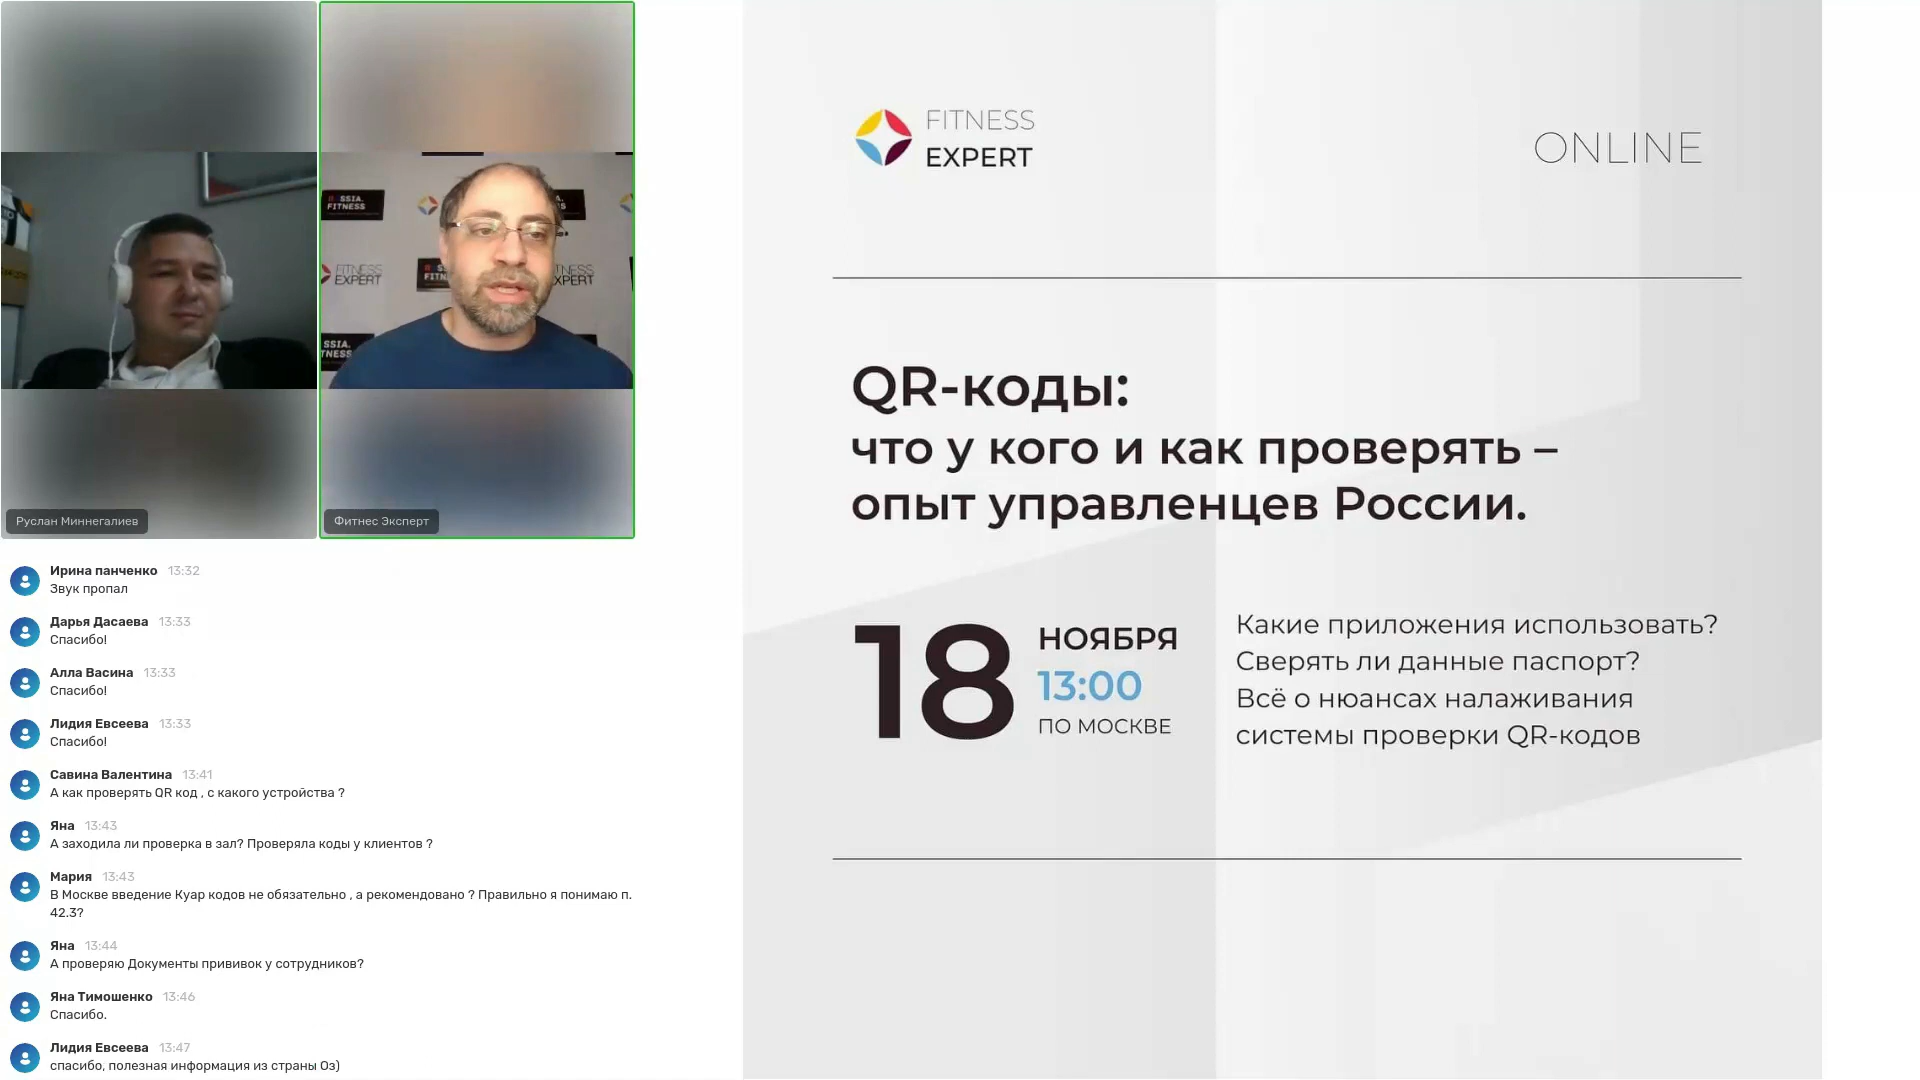 SSIA.
FITNESS
FITNESS
EXPERT
SSIA.
Руслан Миннегалиев
Фитнес Эксперт
Ирина панченко 13:32
Звук пропал
Дарья Дасаева 13:33
Спасибо!
Алла Васина 13:33
Спасибо!
Лидия Евсеева 13:33
Спасибо!
Савина Валентина 13:41
А как проверять QR код , с какого устройства ?
Яна 13:43
А заходила ли проверка в зал? Проверяла коды у клиентов ?
Мария 13:43
В Москве введение Куар кодов не обязательно , а рекомендовано ? Правильно я понимаю п.
42.3?
Яна 13:44
А проверяю Документы прививок у сотрудников?
Яна Тимошенко 13:46
Спасибо.
Лидия Евсеева 13:47
спасибо, полезная информация из страны Оз)
FITNESS
EXPERT
ONLINE
QR-коды:
что у кого и как проверять –
опыт управленцев России.
18
НОЯБРЯ
13:00
ПО МОСКВЕ
Какие приложения использовать?
Сверять ли данные паспорт?
Всё о нюансах налаживания
системы проверки QR-кодов